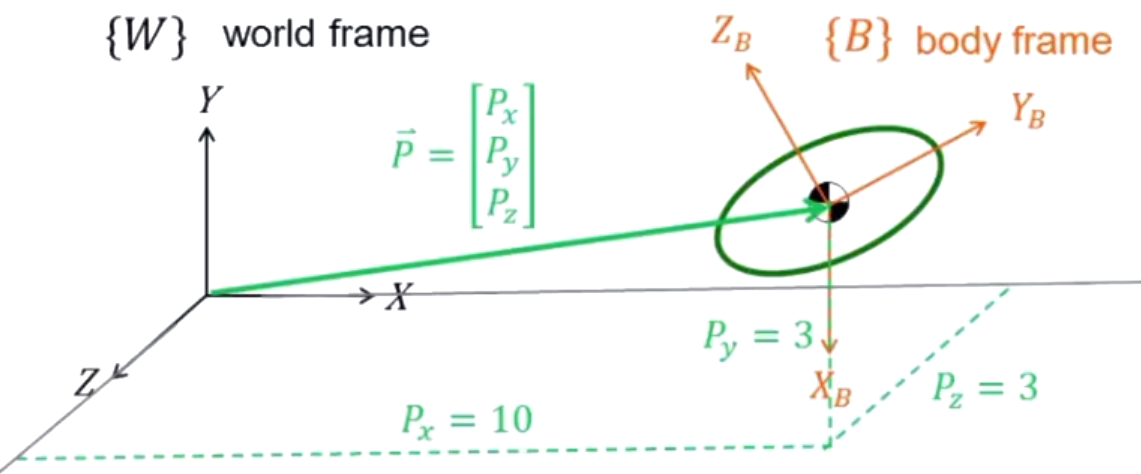 {W} world frame
Z_B {B} body frame
Y
Y_B
\vec{P} = \begin{bmatrix} P_x \\ P_y \\ P_z \end{bmatrix}
X
P_y = 3
Z
X_B
P_z = 3
P_x = 10